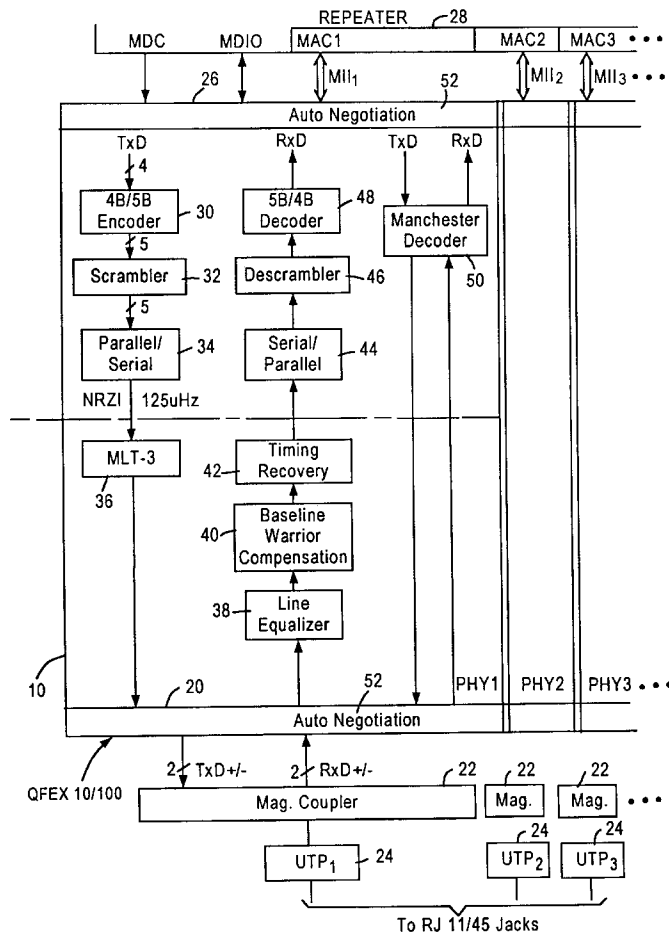 REPEATER 28
MDC MDIO MAC1 MAC2 MAC3
26 MII1 52 MII2 MII3
Auto Negotiation
TxD RxD TxD RxD
4
4B/5B Encoder 30
5B/4B Decoder 48
Manchester Decoder 50
5
Scrambler 32
Descrambler 46
5
Parallel/Serial 34
Serial/Parallel 44
NRZI 125uHz
MLT-3
36
42 Timing Recovery
40 Baseline Warrior Compensation
38 Line Equalizer
10
20 52 PHY1 PHY2 PHY3
Auto Negotiation
QFEX 10/100
2 TxD+/- 2 RxD+/- 22 22 22
Mag. Coupler Mag. Mag.
UTP1 24 UTP2 24 UTP3 24
To RJ 11/45 Jacks